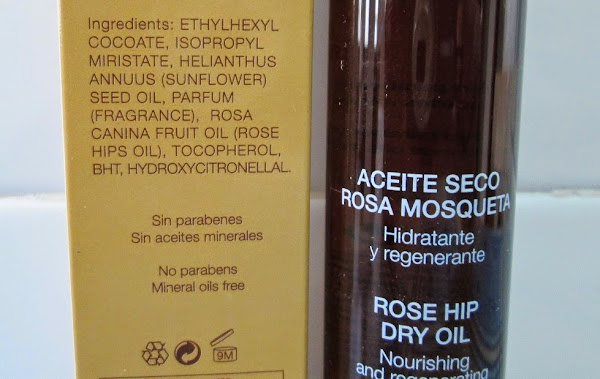 Ingredients: ETHYLHEXYL
COCOATE, ISOPROPYL
MIRISTATE, HELIANTHUS
ANNUUS (SUNFLOWER)
SEED OIL, PARFUM
(FRAGRANCE), ROSA
CANINA FRUIT OIL (ROSE
HIPS OIL), TOCOPHEROL,
BHT, HYDROXYCITRONELLAL.
Sin parabenes
Sin aceites minerales
No parabens
Mineral oils free
9M
ACEITE SECO
ROSA MOSQUETA
Hidratante
y regenerante
ROSE HIP
DRY OIL
Nourishing
and regenerating